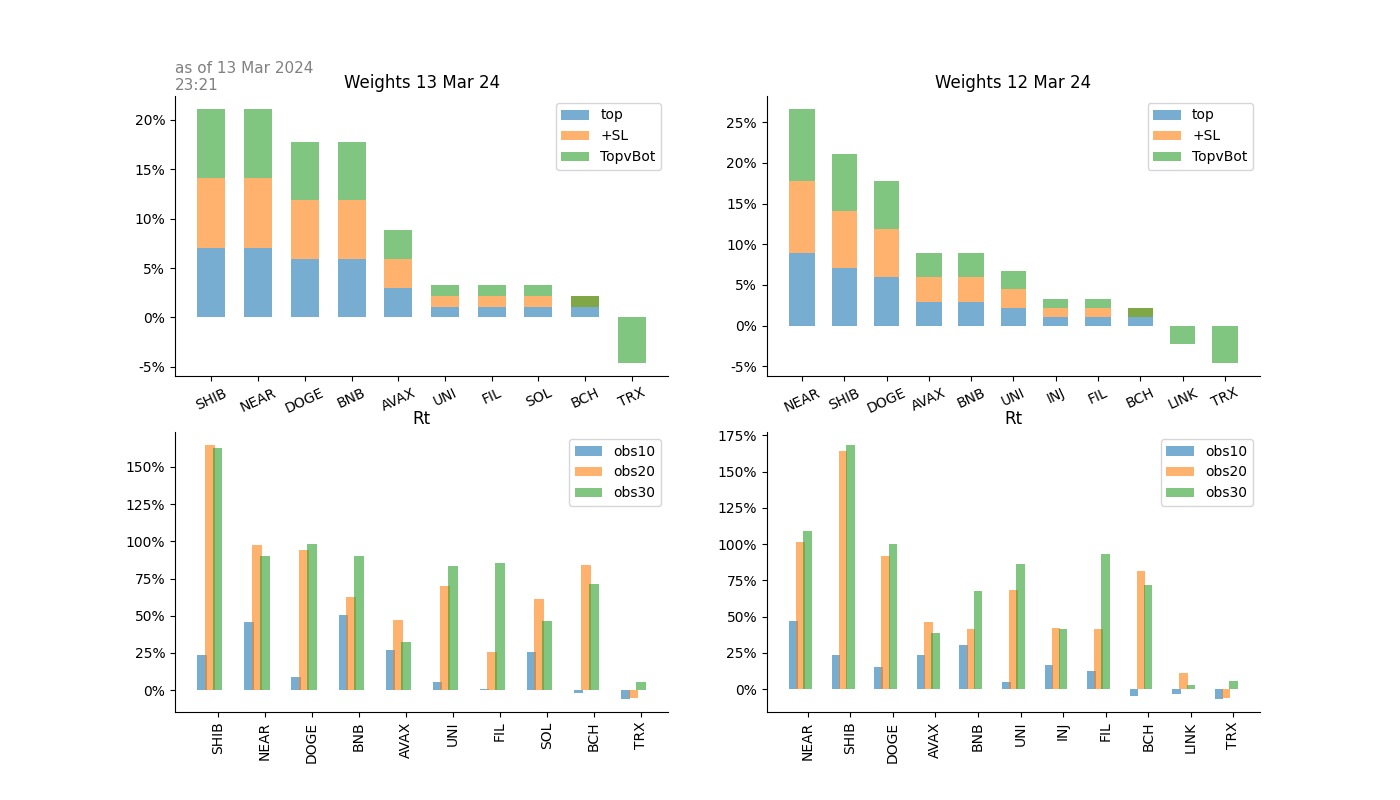 as of 13 Mar 2024
23:21
Weights 13 Mar 24
20%
15%
10%
5%
0%
-5%
top
+SL
TopvBot
SHIB NEAR DOGE BNB AVAX UNI FIL SOL BCH TRX
Weights 12 Mar 24
25%
20%
15%
10%
5%
0%
-5%
top
+SL
TopvBot
NEAR SHIB DOGE AVAX BNB UNI INJ FIL BCH LINK TRX
Rt
150%
125%
100%
75%
50%
25%
0%
obs10
obs20
obs30
SHIB NEAR DOGE BNB AVAX UNI FIL SOL BCH TRX
Rt
175%
150%
125%
100%
75%
50%
25%
0%
obs10
obs20
obs30
NEAR SHIB DOGE AVAX BNB UNI INJ FIL BCH LINK TRX